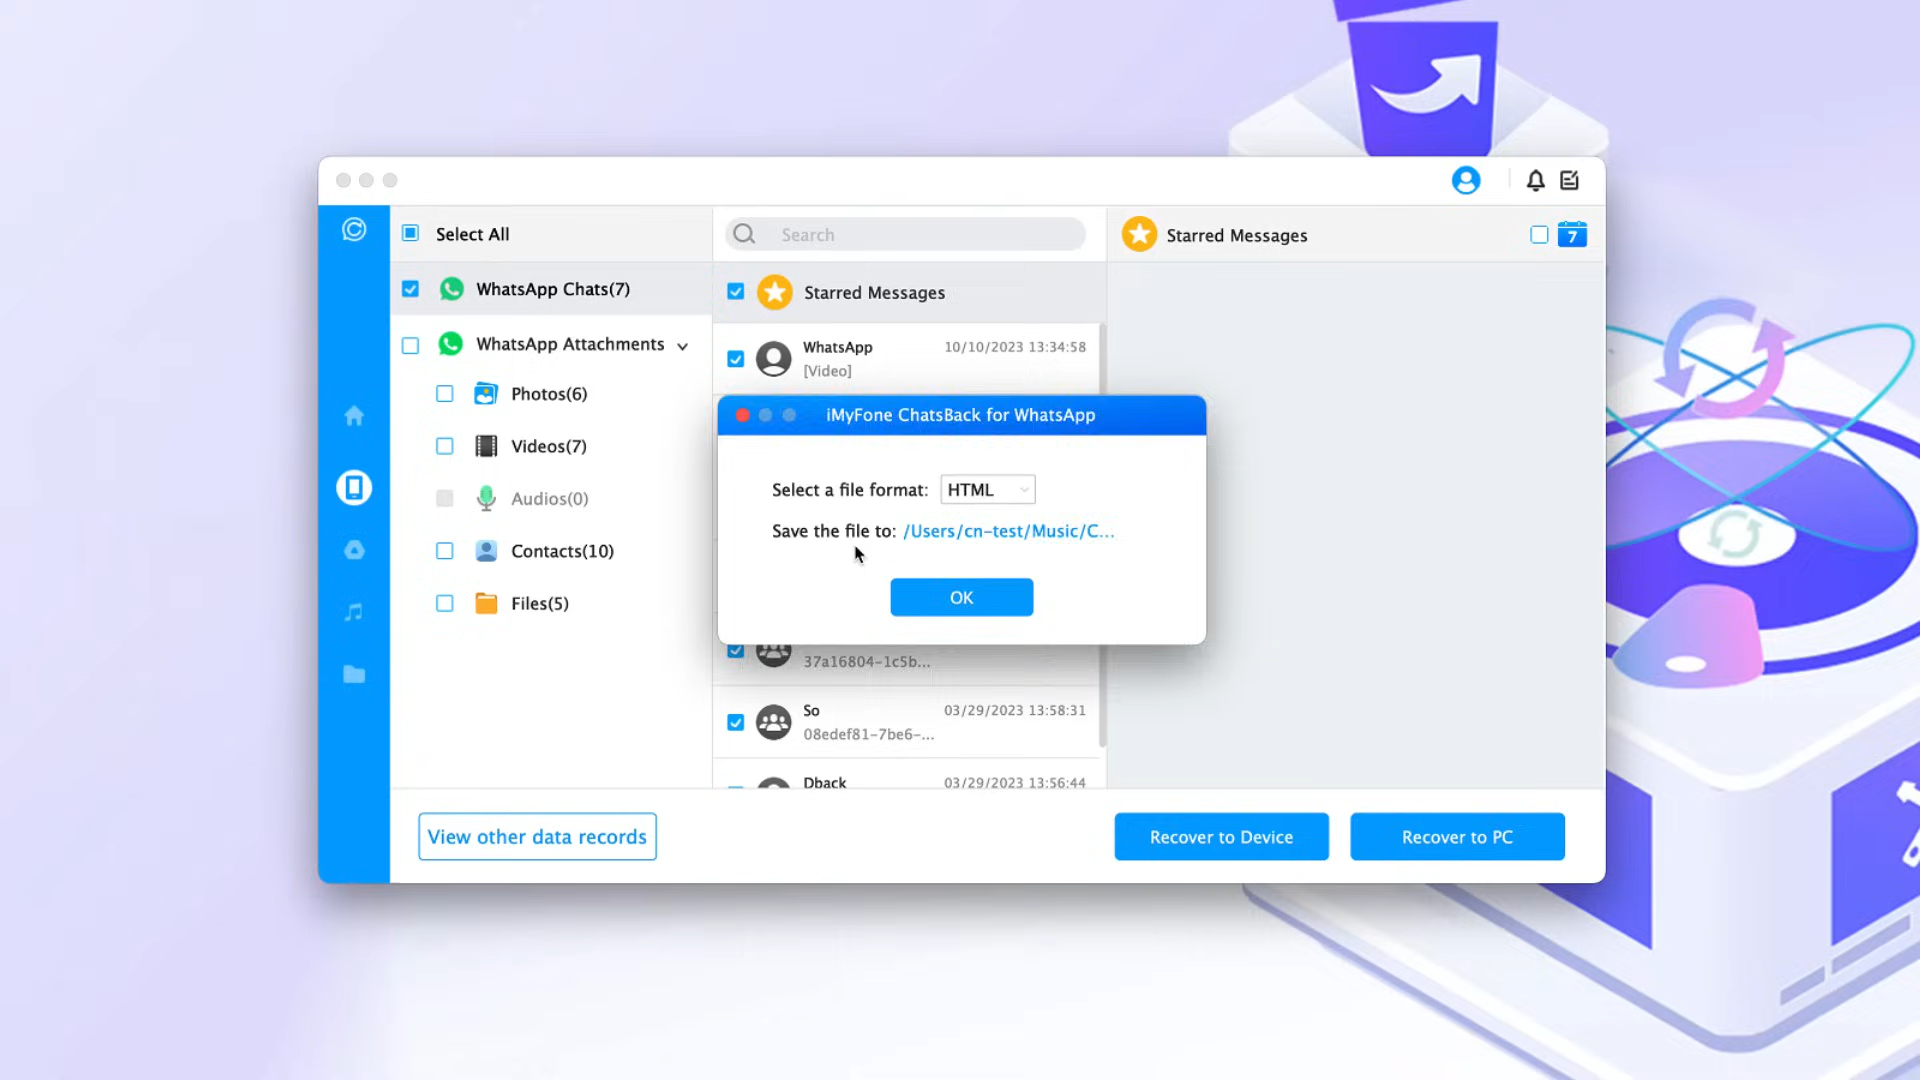 Select All
Search
Starred Messages
7
WhatsApp Chats(7)
Starred Messages
WhatsApp Attachments
WhatsApp 10/10/2023 13:34:58
[Video]
Photos(6)
iMyFone ChatsBack for WhatsApp
Videos(7)
Select a file format: HTML
Audios(0)
Save the file to: /Users/cn-test/Music/C...
Contacts(10)
Files(5)
OK
37a16804-1c5b...
So 03/29/2023 13:58:31
08edef81-7be6-...
Dback 03/29/2023 13:56:44
View other data records
Recover to Device
Recover to PC